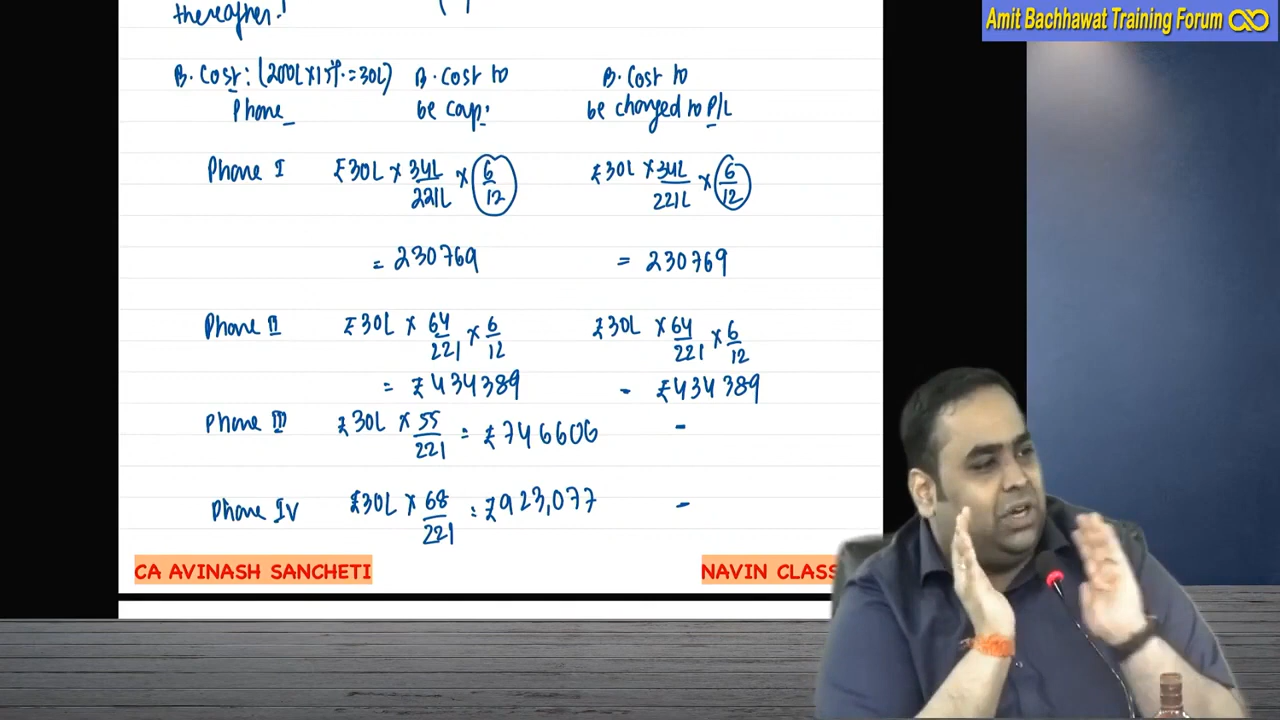 thereafter!
Amit Bachhawat Training Forum
B. Cost: (200L×15%=30L) B. Cost to B. Cost to
Phone be cap: be charged to P/L
Phone I ₹30L × 34L/221L × 6/12 ₹30L × 34L/221L × 6/12
= 230769 = 230769
Phone II ₹30L × 64/221 × 6/12 ₹30L × 64/221 × 6/12
= ₹434389 - ₹434389
Phone III ₹30L × 55/221 = ₹746606 -
Phone IV ₹30L × 68/221 = ₹923,077 -
CA AVINASH SANCHETI NAVIN CLASS